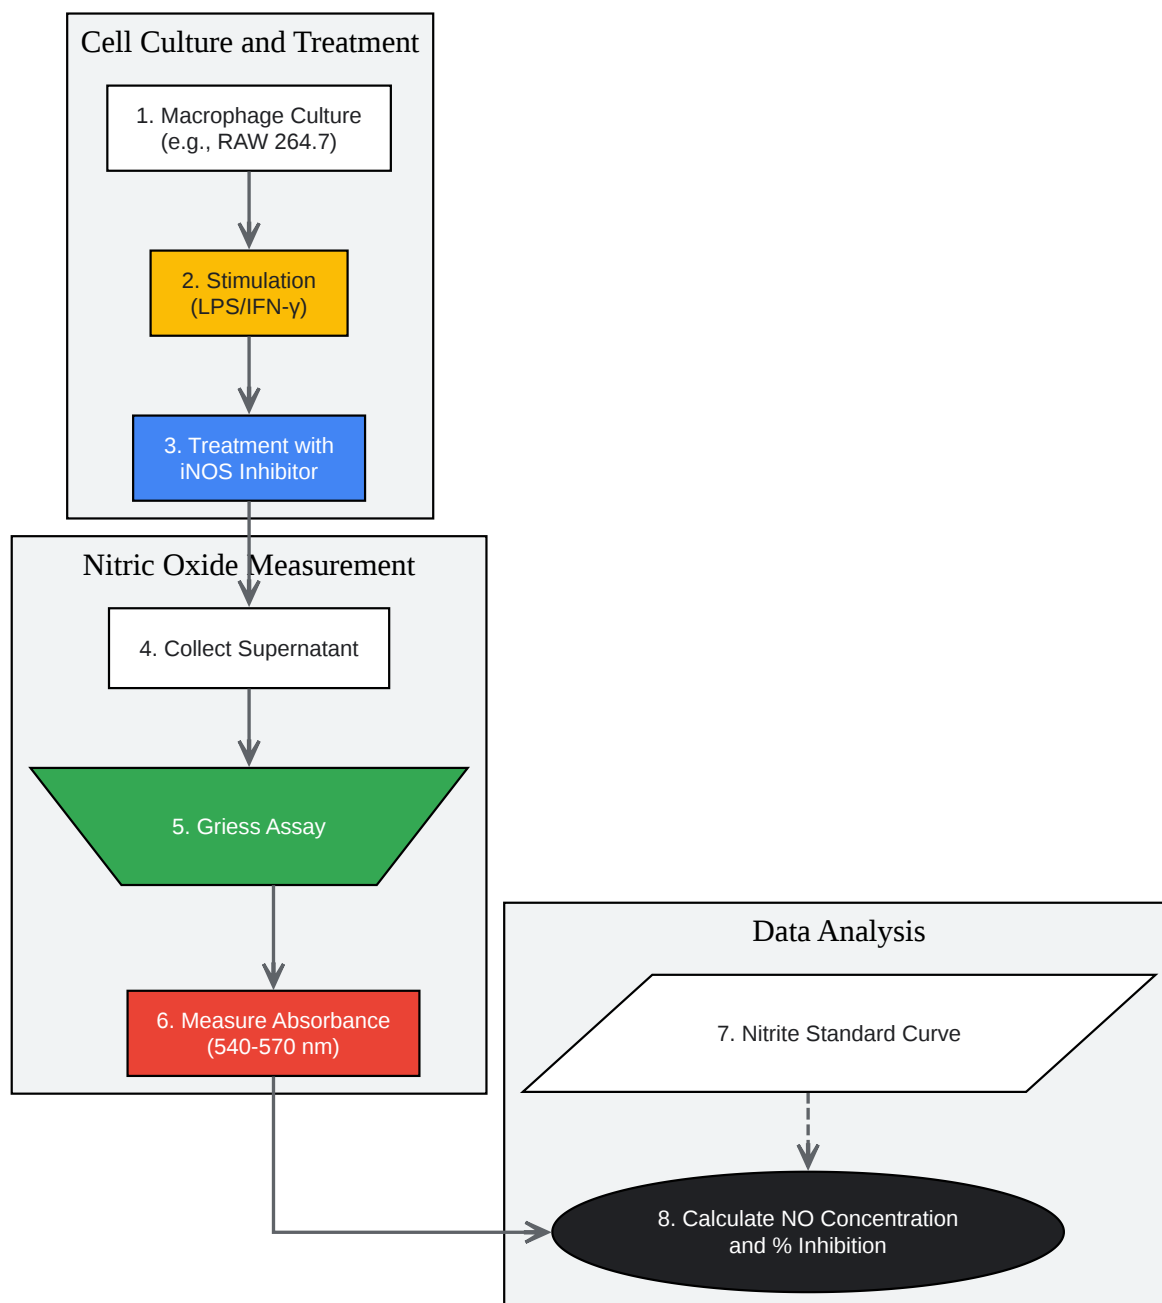 Cell Culture and Treatment
1. Macrophage Culture
(e.g., RAW 264.7)
2. Stimulation
(LPS/IFN-γ)
3. Treatment with
iNOS Inhibitor
Nitric Oxide Measurement
4. Collect Supernatant
5. Griess Assay
6. Measure Absorbance
(540-570 nm)
Data Analysis
7. Nitrite Standard Curve
8. Calculate NO Concentration
and % Inhibition